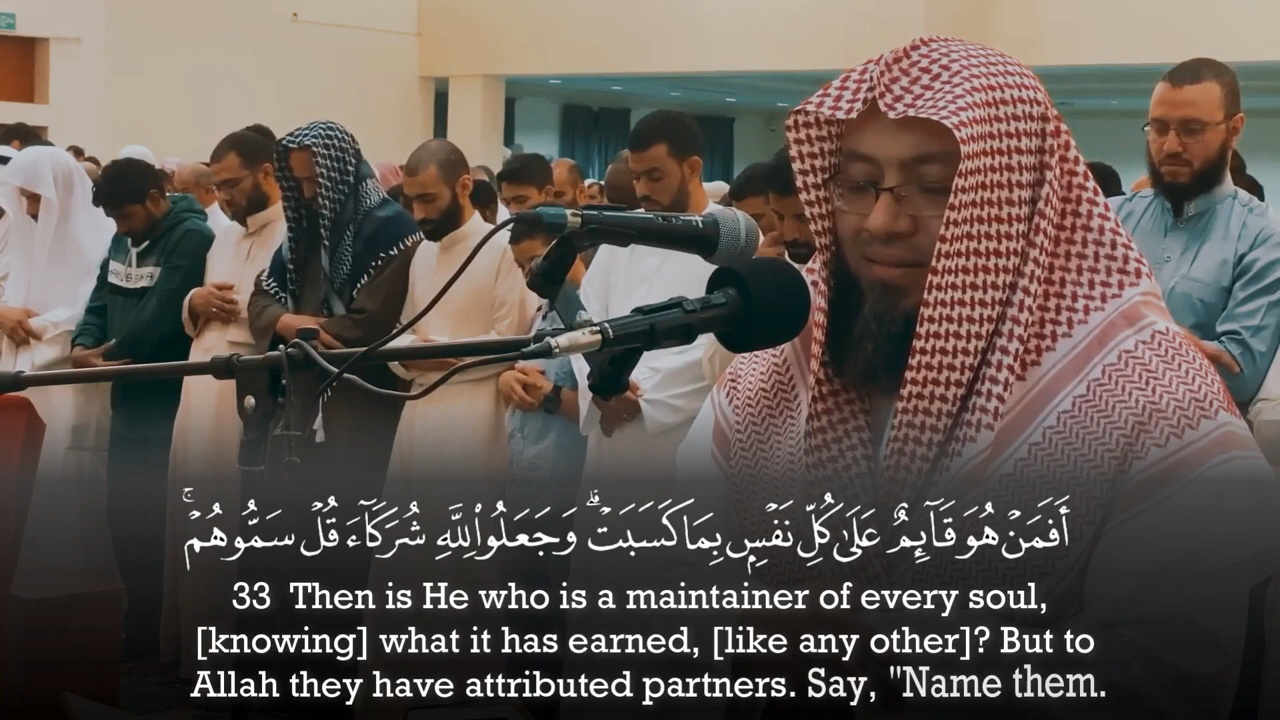 أَفَمَنۡ هُوَ قَآئِمٌ عَلَىٰ كُلِّ نَفۡسِۭ بِمَا كَسَبَتۡۗ وَجَعَلُواْ لِلَّهِ شُرَكَآءَ قُلۡ سَمُّوهُمۡۚ
33 Then is He who is a maintainer of every soul,
[knowing] what it has earned, [like any other]? But to
Allah they have attributed partners. Say, "Name them.